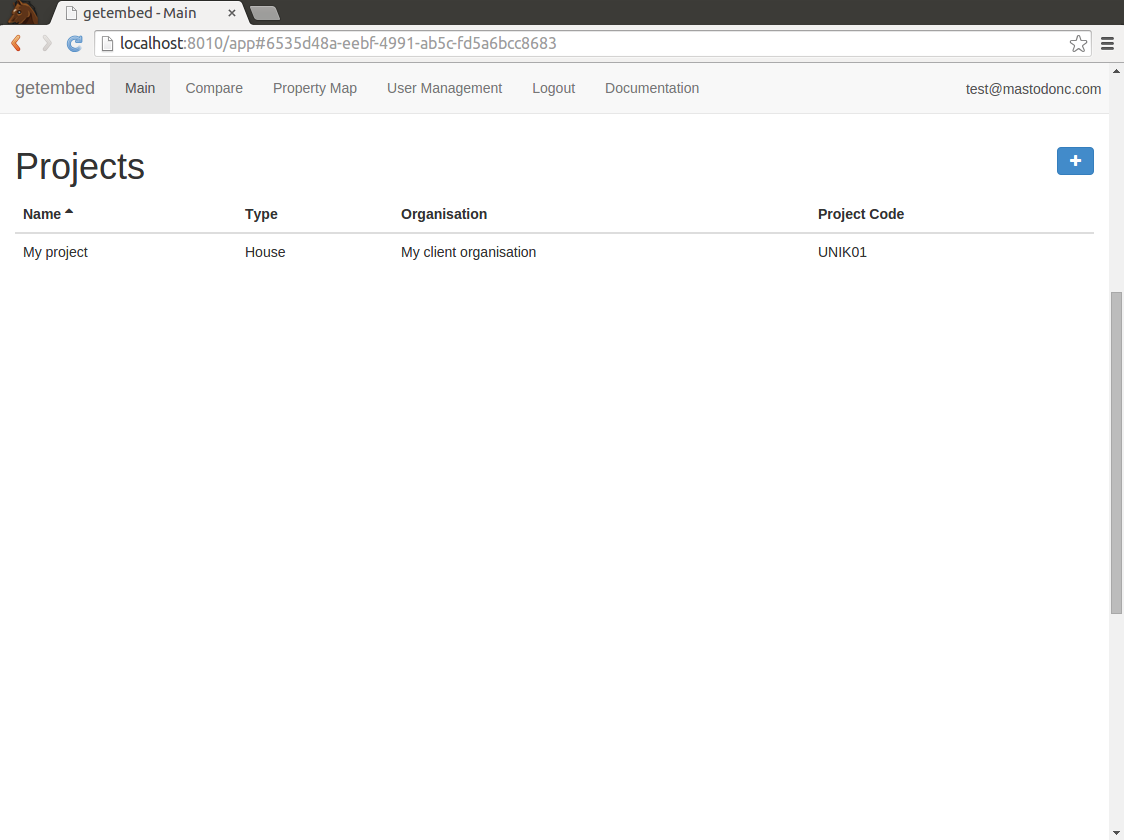 getembed - Main
localhost:8010/app#6535d48a-eebf-4991-ab5c-fd5a6bcc8683
getembed Main Compare Property Map User Management Logout Documentation test@mastodonc.com
Projects
Name Type Organisation Project Code
My project House My client organisation UNIK01